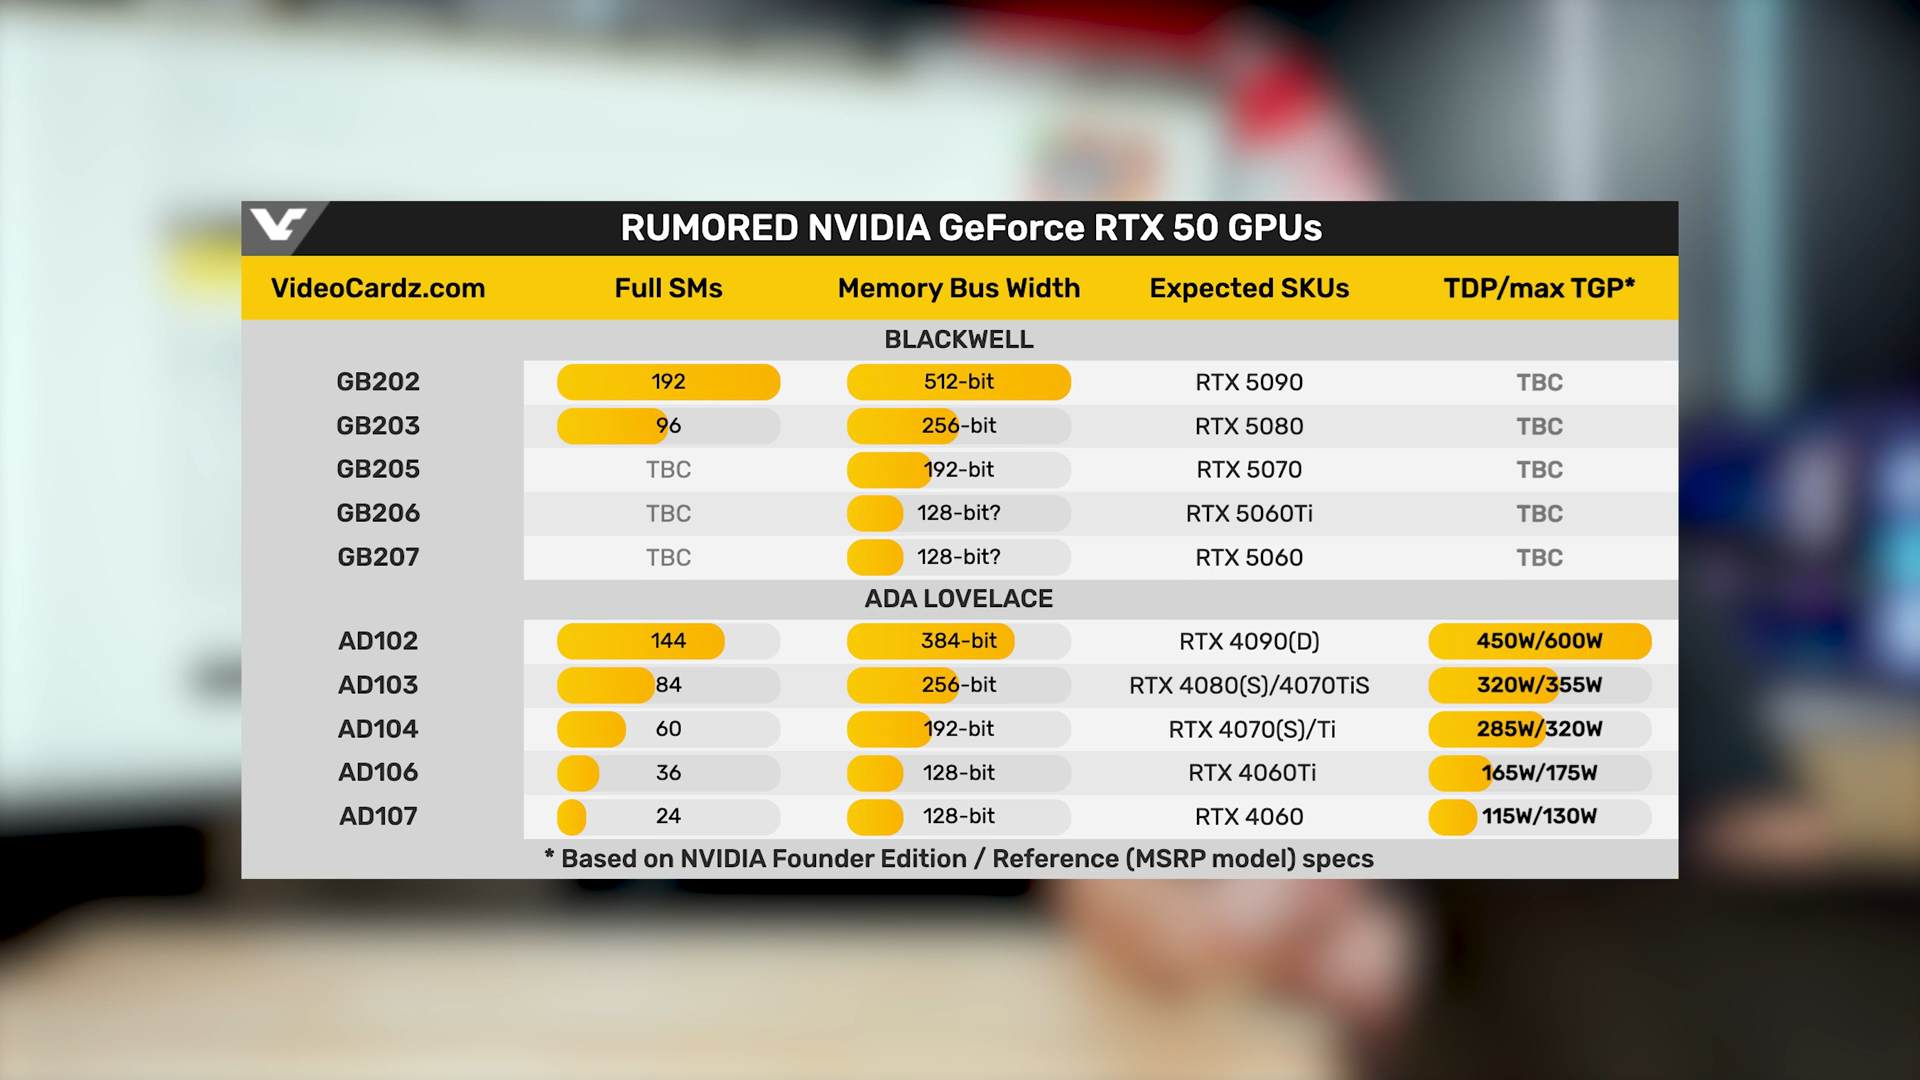 RUMORED NVIDIA GeForce RTX 50 GPUs
VideoCardz.com Full SMs Memory Bus Width Expected SKUs TDP/max TGP*
BLACKWELL
GB202 192 512-bit RTX 5090 TBC
GB203 96 256-bit RTX 5080 TBC
GB205 TBC 192-bit RTX 5070 TBC
GB206 TBC 128-bit? RTX 5060Ti TBC
GB207 TBC 128-bit? RTX 5060 TBC
ADA LOVELACE
AD102 144 384-bit RTX 4090(D) 450W/600W
AD103 84 256-bit RTX 4080(S)/4070TiS 320W/355W
AD104 60 192-bit RTX 4070(S)/Ti 285W/320W
AD106 36 128-bit RTX 4060Ti 165W/175W
AD107 24 128-bit RTX 4060 115W/130W
* Based on NVIDIA Founder Edition / Reference (MSRP model) specs